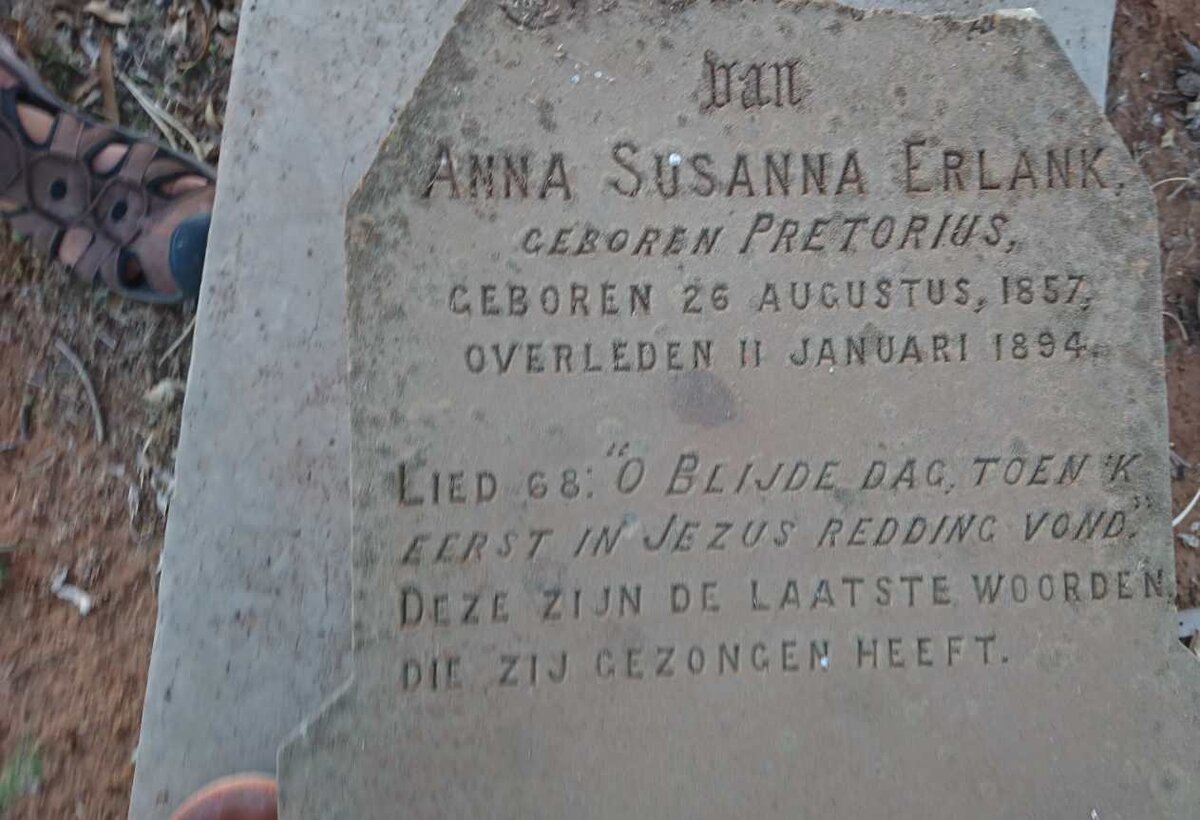 van
ANNA SUSANNA ERLANK,
GEBOREN PRETORIUS,
GEBOREN 26 AUGUSTUS, 1857,
OVERLEDEN 11 JANUARI 1894.
LIED 68: "O BLIJDE DAG, TOEN 'K
EERST IN JEZUS REDDING VOND."
DEZE ZIJN DE LAATSTE WOORDEN,
DIE ZIJ GEZONGEN HEEFT.